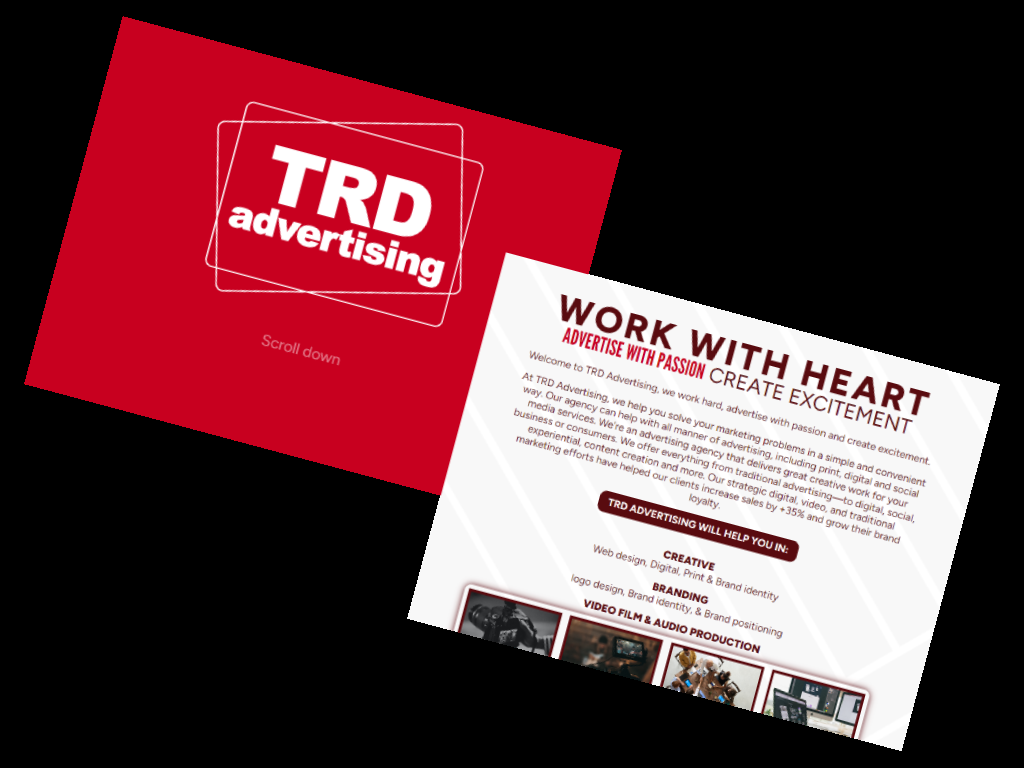 TRD
advertising
Scroll down
WORK WITH HEART
ADVERTISE WITH PASSION CREATE EXCITEMENT
Welcome to TRD Advertising, we work hard, advertise with passion and create excitement.
At TRD Advertising, we help you solve your marketing problems in a simple and convenient
way. Our agency can help with all manner of advertising, including print, digital and social
media services. We're an advertising agency that delivers great creative work for your
business or consumers. We offer everything from traditional advertising—to digital, social,
experiential, content creation and more. Our strategic digital, video, and traditional
marketing efforts have helped our clients increase sales by +35% and grow their brand
loyalty.
TRD ADVERTISING WILL HELP YOU IN:
CREATIVE
Web design, Digital, Print & Brand identity
BRANDING
logo design, Brand identity, & Brand positioning
VIDEO FILM & AUDIO PRODUCTION